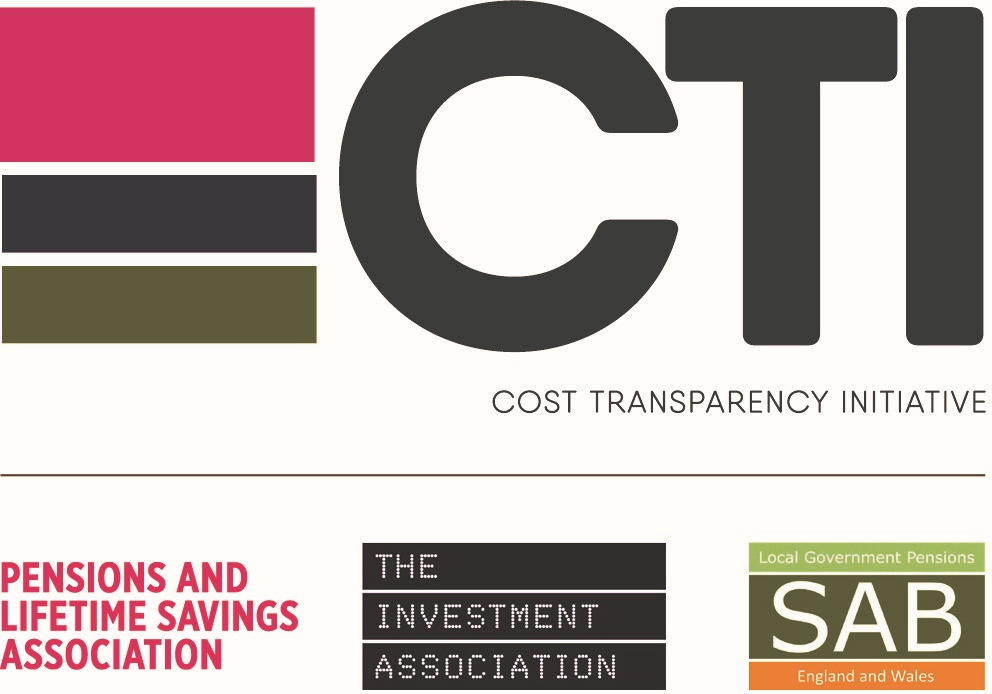 CTI
COST TRANSPARENCY INITIATIVE
PENSIONS AND
LIFETIME SAVINGS
ASSOCIATION
THE
INVESTMENT
ASSOCIATION
Local Government Pensions
SAB
England and Wales